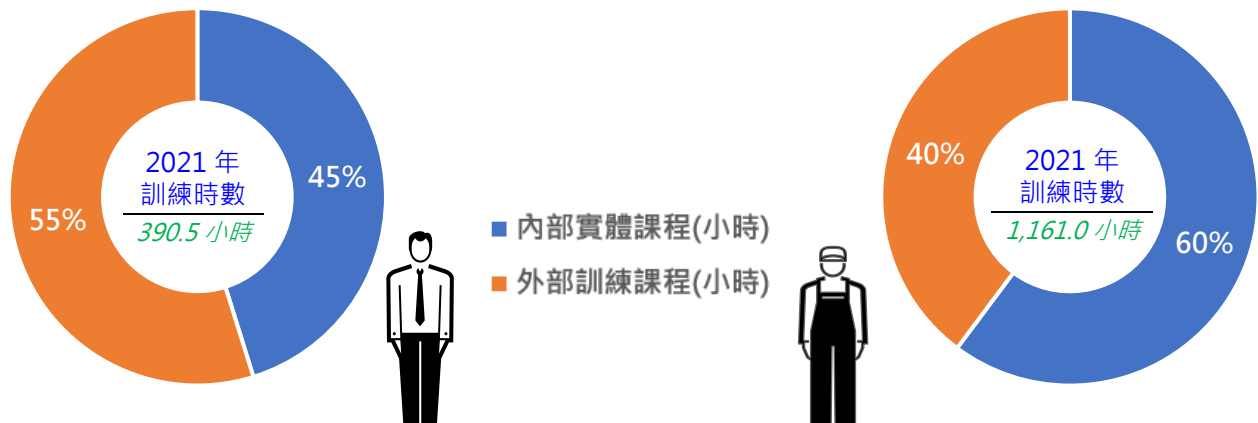 2021 年
訓練時數
390.5 小時
45%
55%
內部實體課程(小時)
外部訓練課程(小時)
2021 年
訓練時數
1,161.0 小時
40%
60%